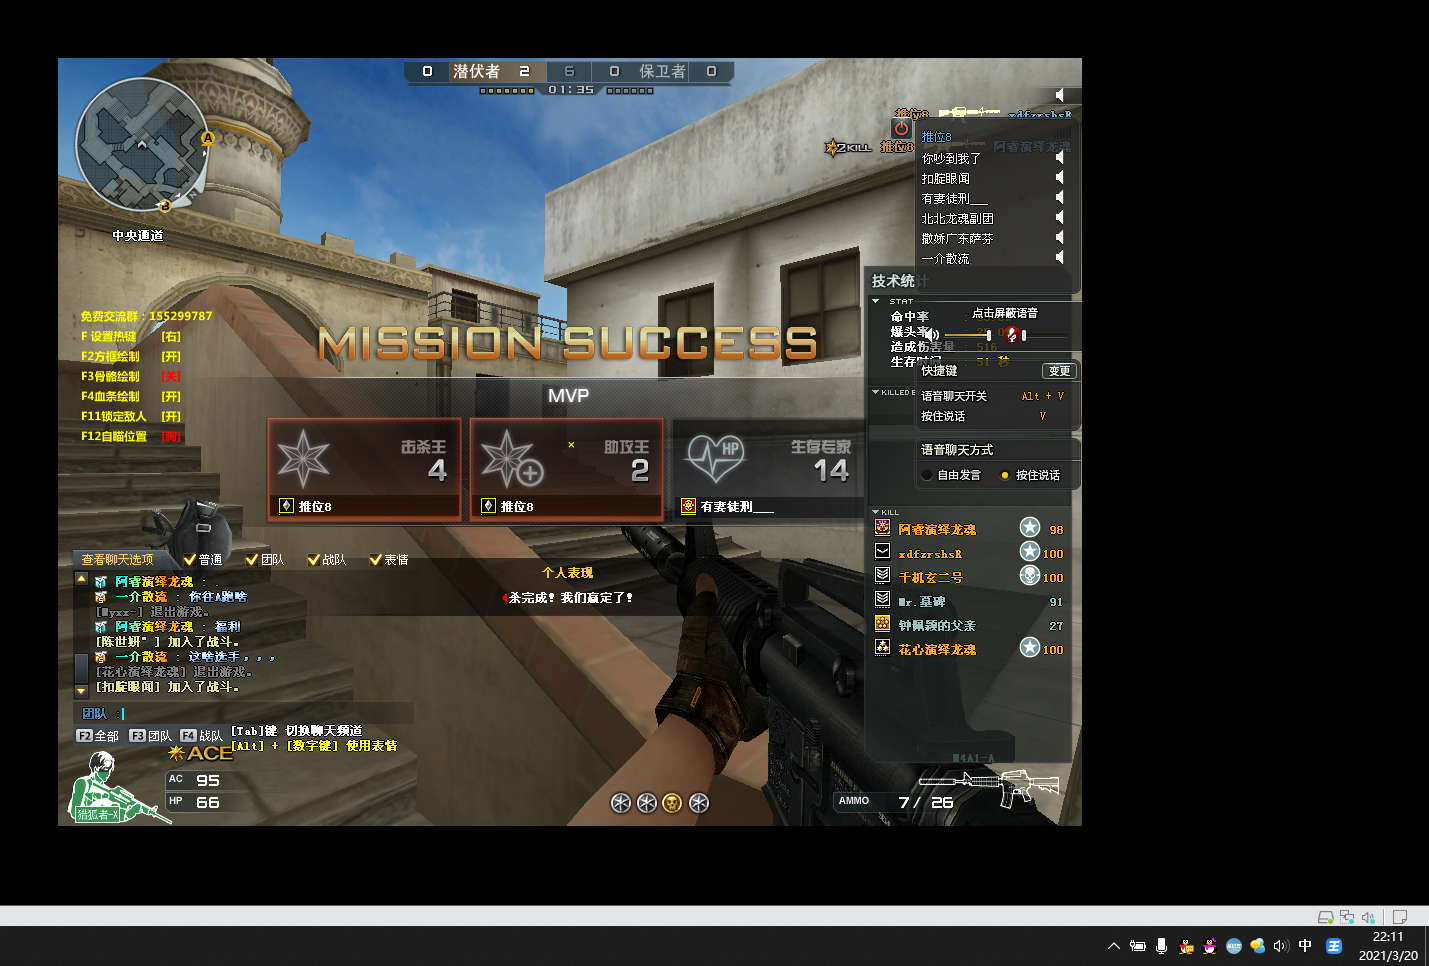 0 潜伏者 2 6 0 保卫者 0
01:35
A
B
中央通道
推位8 xdfzrshsR
2KILL 推位8 阿睿演绎龙魂
推位8
你吵到我了
扣腚眼闻
有妻徒刑___
北北龙魂副团
撒娇广东萨芬
一介散流
技术统计
STAT
命中率
爆头率
造成伤害量 : 516
生存时间 : 51 秒
点击屏蔽语音
快捷键 变更
语音聊天开关 Alt + V
按住说话 V
语音聊天方式
自由发言 按住说话
免费交流群：155299787
F 设置热键 [右]
F2方框绘制 [开]
F3骨骼绘制 [关]
F4血条绘制 [开]
F11锁定敌人 [开]
F12自瞄位置
MISSION SUCCESS
MVP
击杀王
4
推位8
助攻王
2
推位8
HP
生存专家
14
有妻徒刑___
KILL
阿睿演绎龙魂 98
xdfzrshsR 100
千机玄二号 100
Mr.墓碑 91
钟佩颖的父亲 27
花心演绎龙魂 100
个人表现
4杀完成! 我们赢定了!
查看聊天选项 普通 团队 战队 表情
阿睿演绎龙魂 : .
一介散流 : 你往A跑啥
[Myxx-] 退出游戏。
阿睿演绎龙魂 : 福利
[陈世妍"] 加入了战斗。
一介散流 : 这啥选手，，，
[花心演绎龙魂] 退出游戏。
[扣腚眼闻] 加入了战斗。
团队 :
F2 全部 F3 团队 F4 战队
[Tab]键 切换聊天频道
[Alt] + [数字键] 使用表情
ACE
AC 95
HP 66
猎狐者-X
M4A1-A
AMMO 7 / 26
中
22:11
2021/3/20